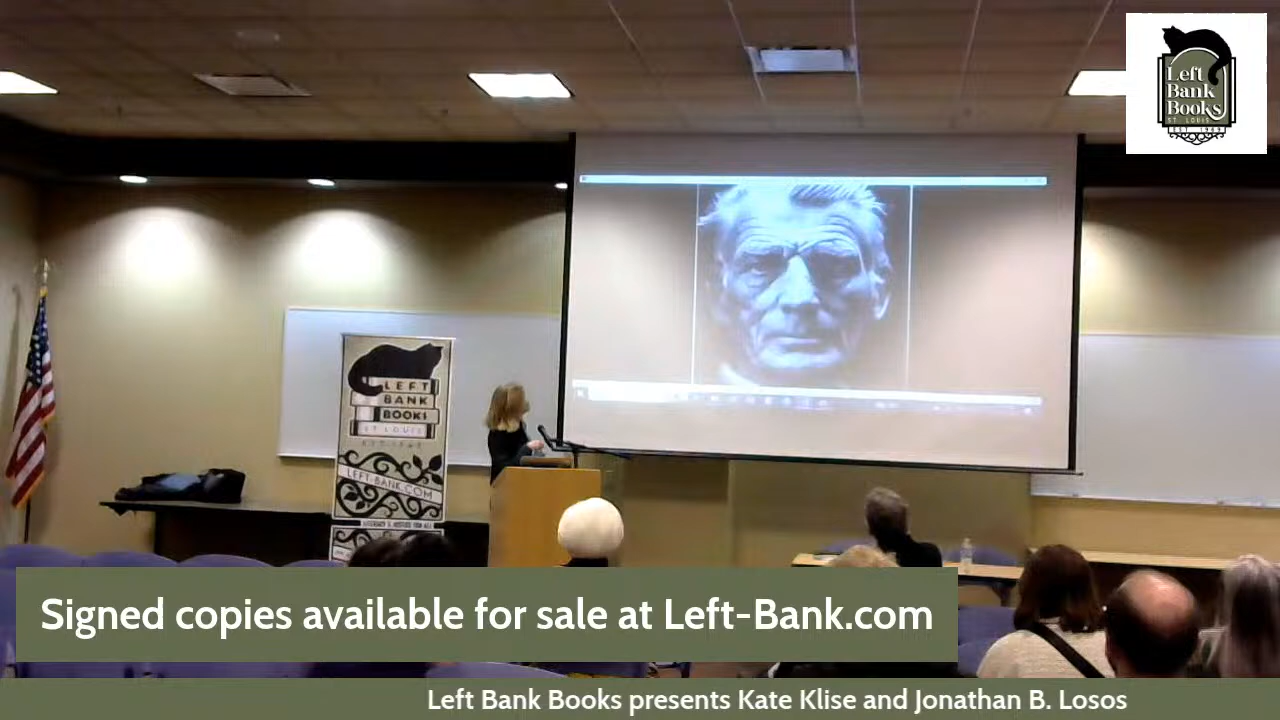 Left
Bank
Books
ST. LOUIS
EST. 1969
LEFT
BANK
BOOKS
ST. LOUIS
LEFT-BANK.COM
Signed copies available for sale at Left-Bank.com
Left Bank Books presents Kate Klise and Jonathan B. Losos